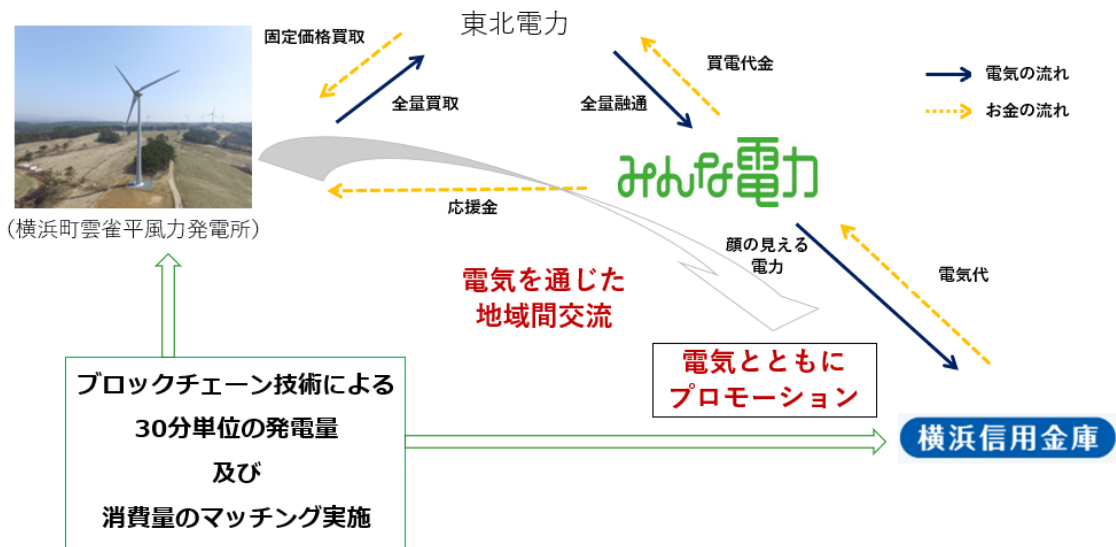 東北電力
固定価格買取
全量買取
買電代金
全量融通
電気の流れ
お金の流れ
みんな電力
(横浜町雲雀平風力発電所)
応援金
顔の見える
電力
電気代
電気を通じた
地域間交流
電気とともに
プロモーション
ブロックチェーン技術による
30分単位の発電量
及び
消費量のマッチング実施
横浜信用金庫